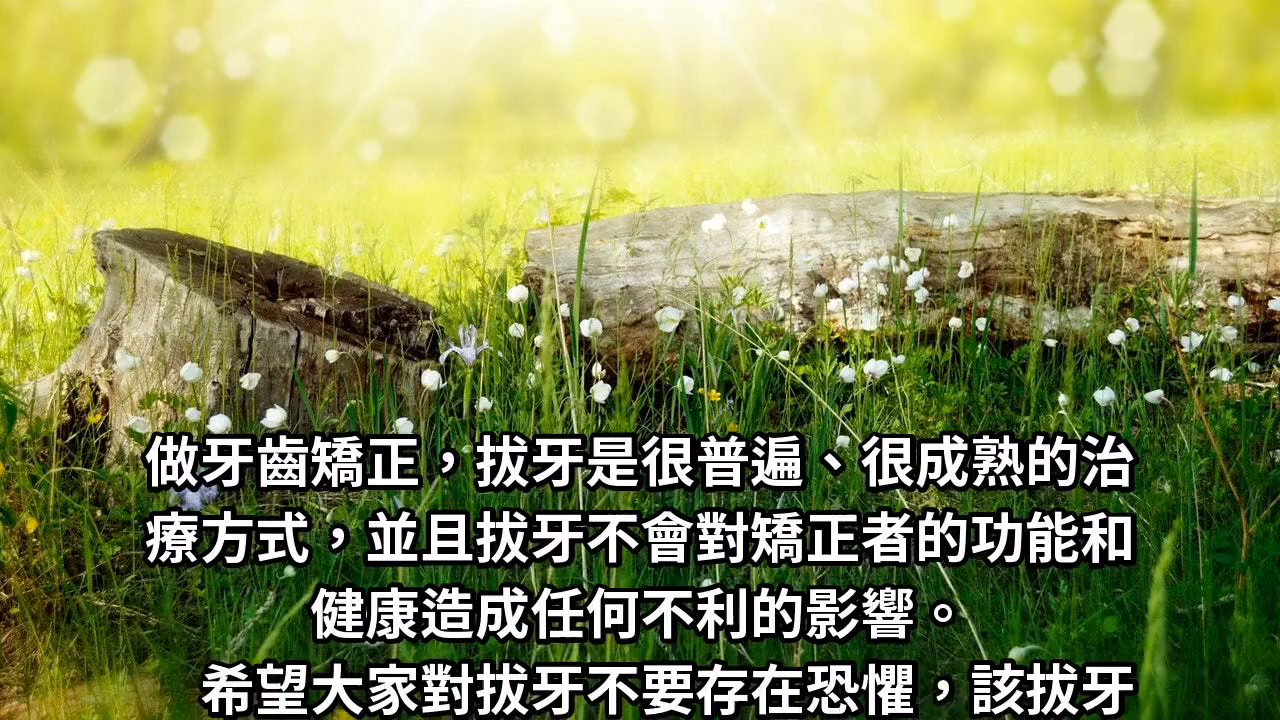 做牙齒矯正，拔牙是很普遍、很成熟的治
療方式，並且拔牙不會對矯正者的功能和
健康造成任何不利的影響。
希望大家對拔牙不要存在恐懼，該拔牙